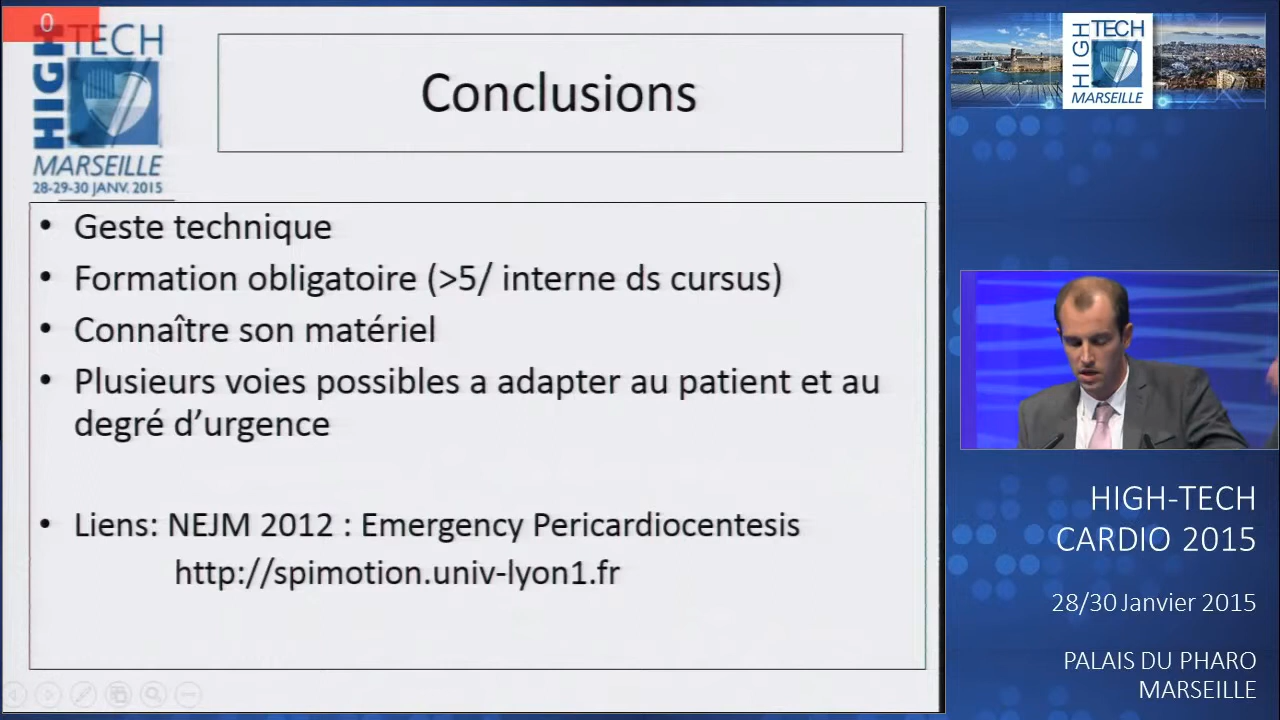 0
HIGH TECH
MARSEILLE
28-29-30 JANV. 2015
Conclusions
• Geste technique
• Formation obligatoire (>5/ interne ds cursus)
• Connaître son matériel
• Plusieurs voies possibles a adapter au patient et au
degré d’urgence
• Liens: NEJM 2012 : Emergency Pericardiocentesis
http://spimotion.univ-lyon1.fr
HIGH TECH
MARSEILLE
HIGH-TECH
CARDIO 2015
28/30 Janvier 2015
PALAIS DU PHARO
MARSEILLE